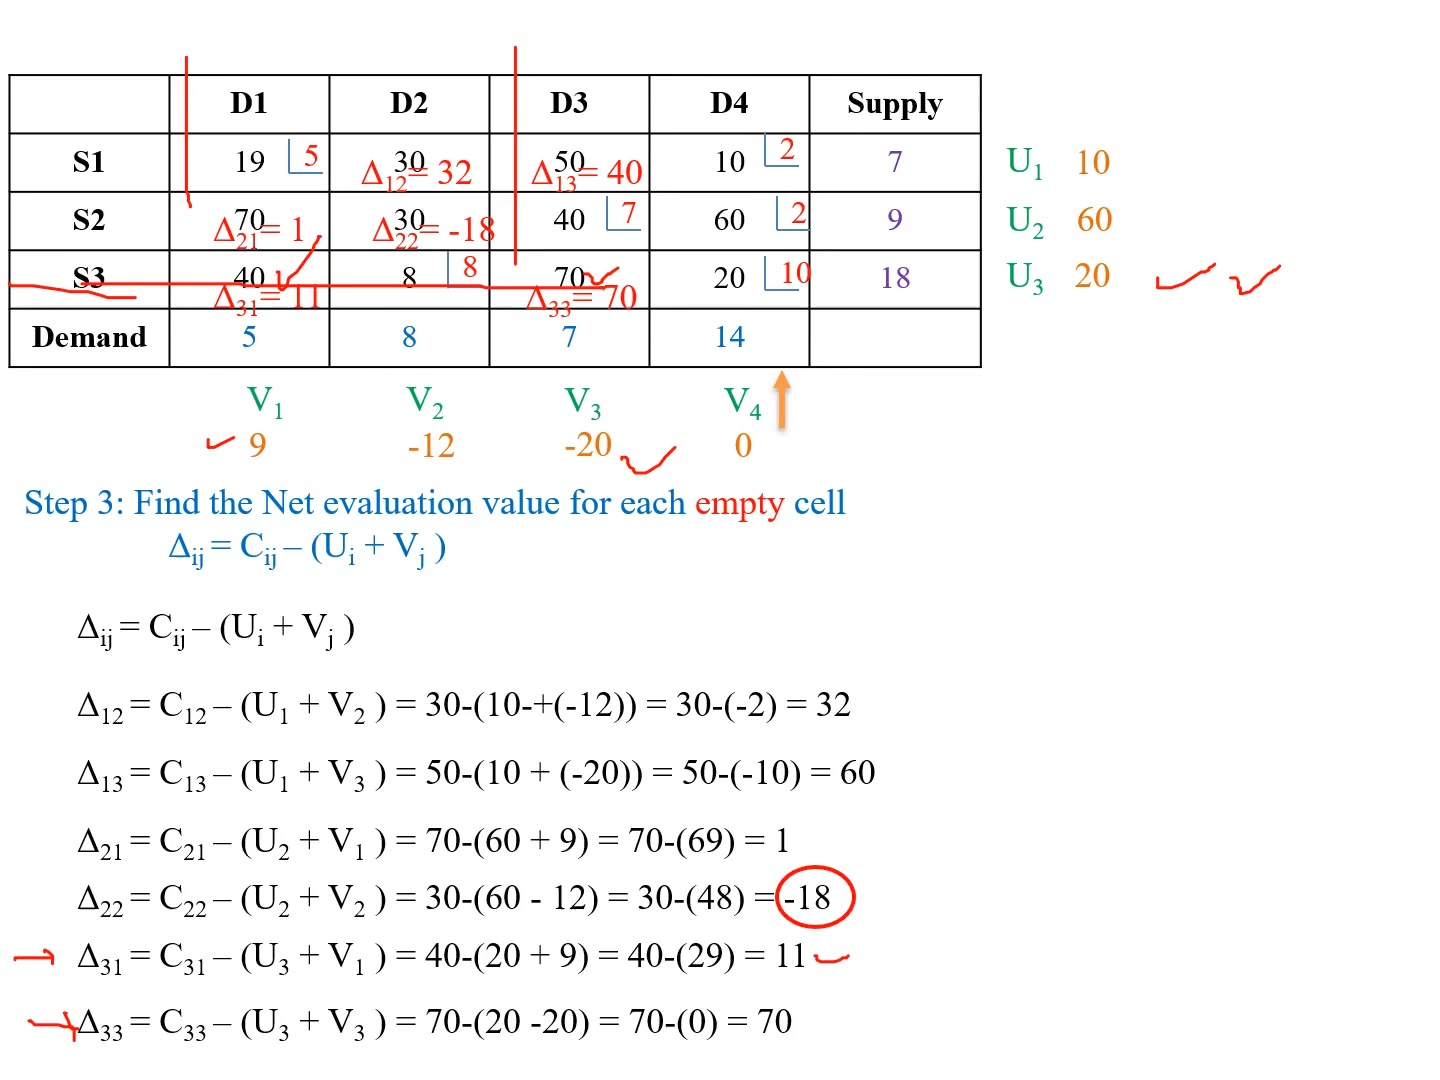 D1 D2 D3 D4 Supply
S1 19 5 30 Δ12= 32 50 Δ13= 40 10 2 7 U1 10
S2 70 Δ21= 1 30 Δ22= -18 40 7 60 2 9 U2 60
S3 40 Δ31= 11 8 8 70 Δ33= 70 20 10 18 U3 20
Demand 5 8 7 14
V1 V2 V3 V4
9 -12 -20 0
Step 3: Find the Net evaluation value for each empty cell
Δij = Cij – (Ui + Vj )
Δij = Cij – (Ui + Vj )
Δ12 = C12 – (U1 + V2 ) = 30-(10-+(-12)) = 30-(-2) = 32
Δ13 = C13 – (U1 + V3 ) = 50-(10 + (-20)) = 50-(-10) = 60
Δ21 = C21 – (U2 + V1 ) = 70-(60 + 9) = 70-(69) = 1
Δ22 = C22 – (U2 + V2 ) = 30-(60 - 12) = 30-(48) = -18
Δ31 = C31 – (U3 + V1 ) = 40-(20 + 9) = 40-(29) = 11
Δ33 = C33 – (U3 + V3 ) = 70-(20 -20) = 70-(0) = 70